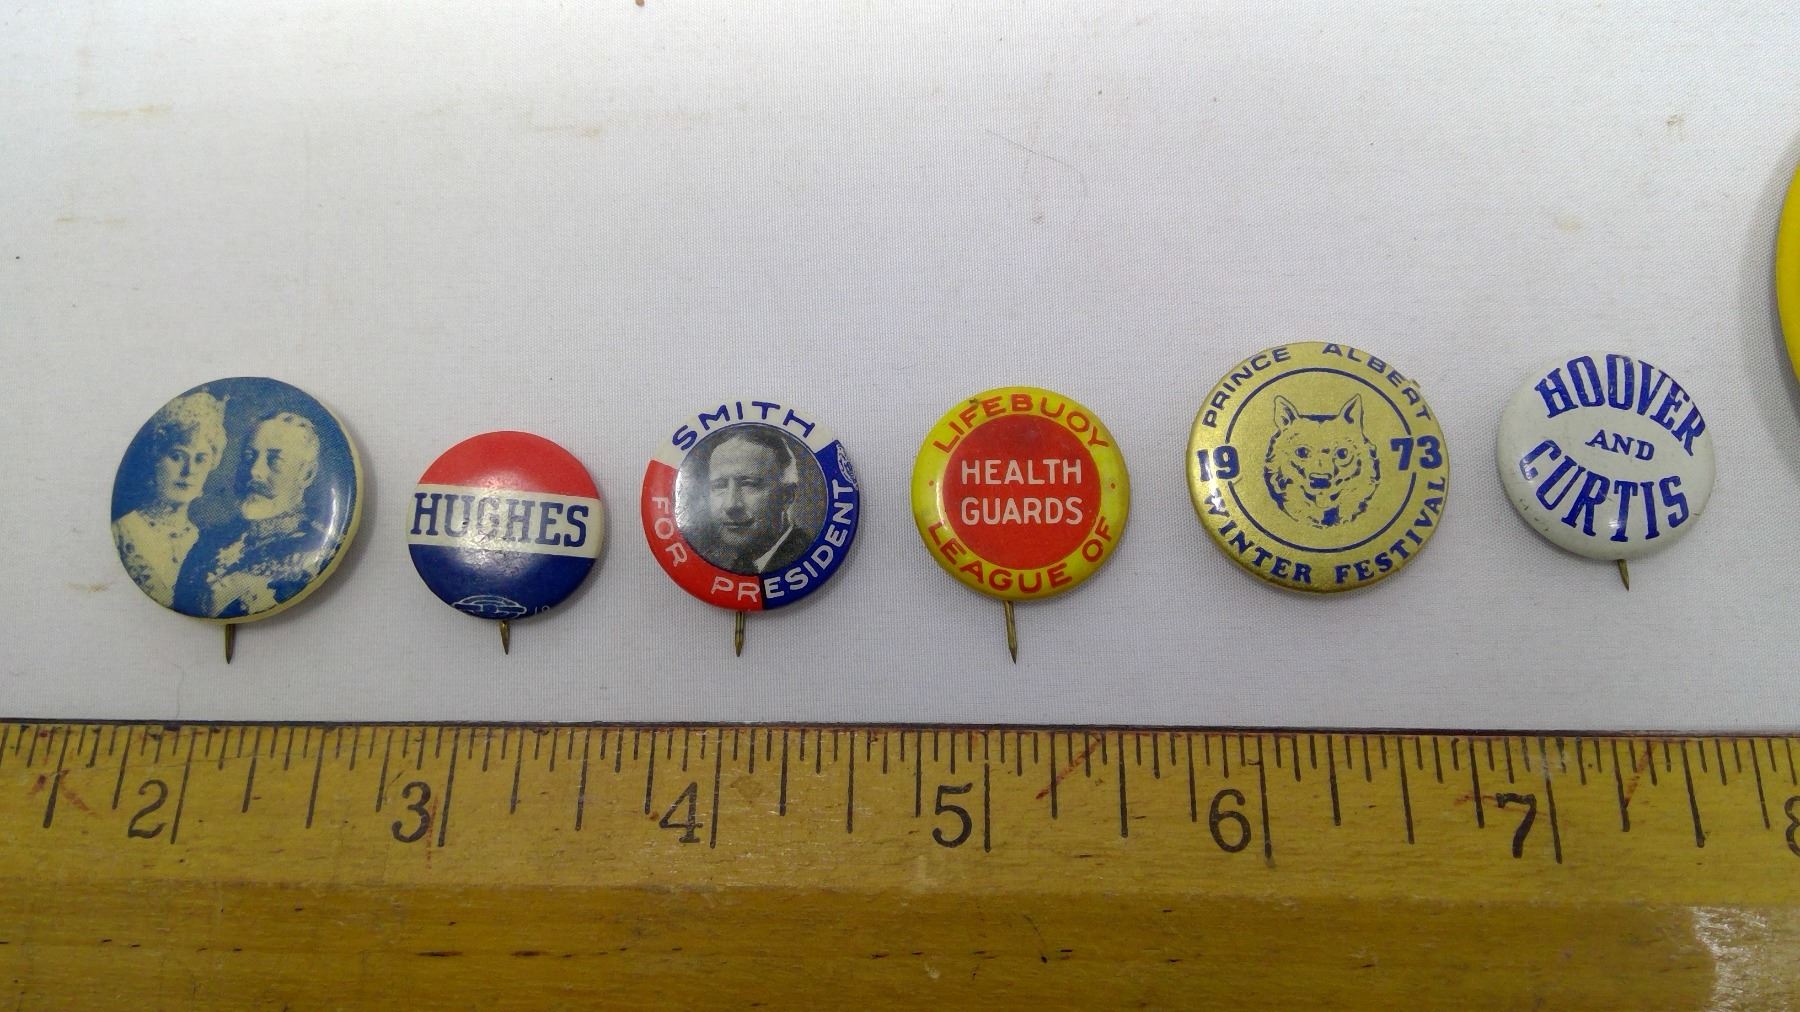 HUGHES
SMITH
FOR PRESIDENT
LIFEBUOY
HEALTH
GUARDS
LEAGUE OF
PRINCE ALBERT
19 73
WINTER FESTIVAL
HOOVER
AND
CURTIS
2 3 4 5 6 7 8